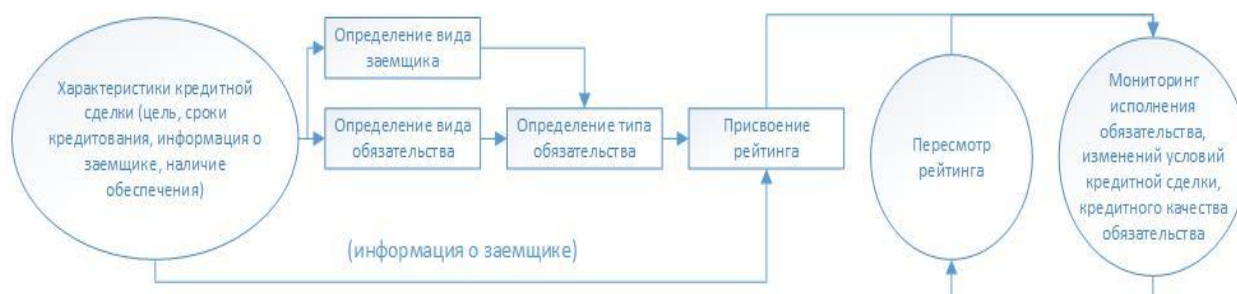 Характеристики кредитной
сделки (цель, сроки
кредитования, информация о
заемщике, наличие
обеспечения)
Определение вида
заемщика
Определение вида
обязательства
Определение типа
обязательства
Присвоение
рейтинга
(информация о заемщике)
Пересмотр
рейтинга
Мониторинг
исполнения
обязательства,
изменений условий
кредитной сделки,
кредитного качества
обязательства